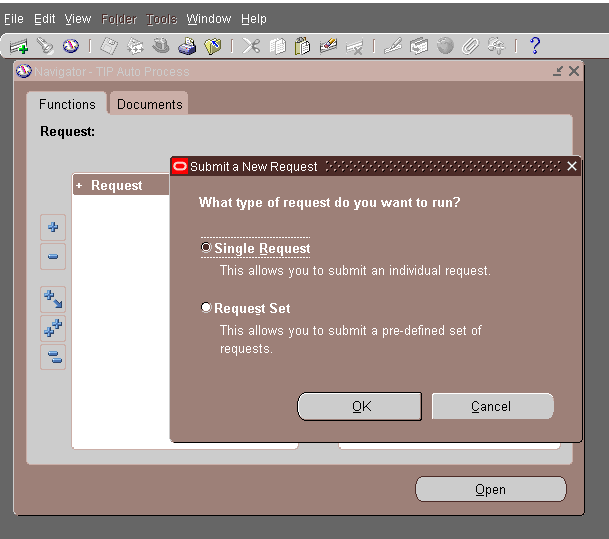 File Edit View Folder Tools Window Help
Navigator - TIP Auto Process
Functions Documents
Request:
Submit a New Request
+ Request
What type of request do you want to run?
Single Request
This allows you to submit an individual request.
Request Set
This allows you to submit a pre-defined set of
requests.
OK Cancel
Open